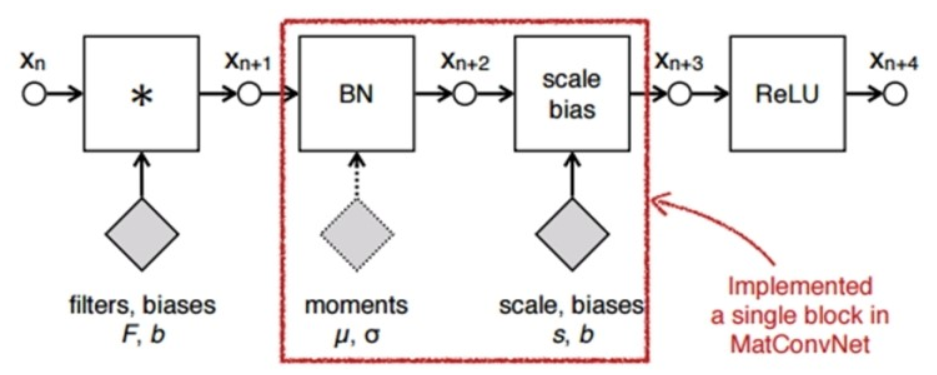 xn
xn+1
xn+2
xn+3
xn+4
*
BN
scale
bias
ReLU
filters, biases
F, b
moments
μ, σ
scale, biases
s, b
Implemented
a single block in
MatConvNet